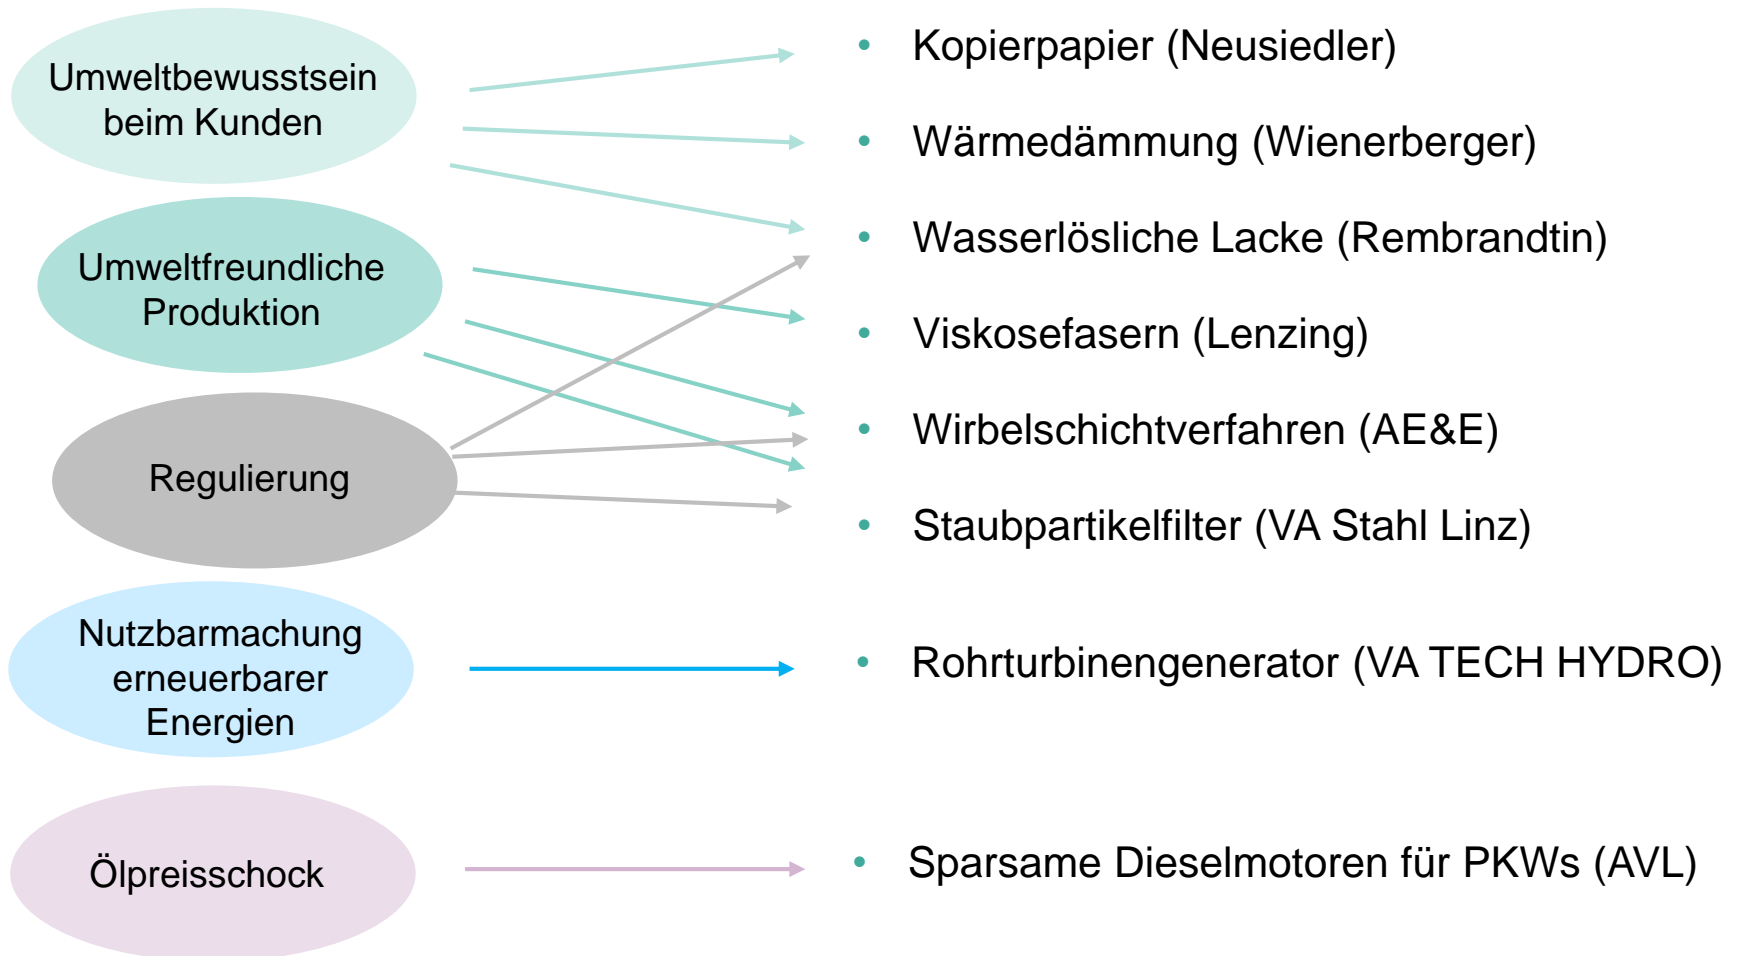 Umweltbewusstsein
beim Kunden
Umweltfreundliche
Produktion
Regulierung
Nutzbarmachung
erneuerbarer
Energien
Ölpreisschock
• Kopierpapier (Neusiedler)
• Wärmedämmung (Wienerberger)
• Wasserlösliche Lacke (Rembrandtin)
• Viskosefasern (Lenzing)
• Wirbelschichtverfahren (AE&E)
• Staubpartikelfilter (VA Stahl Linz)
• Rohrturbinengenerator (VA TECH HYDRO)
• Sparsame Dieselmotoren für PKWs (AVL)